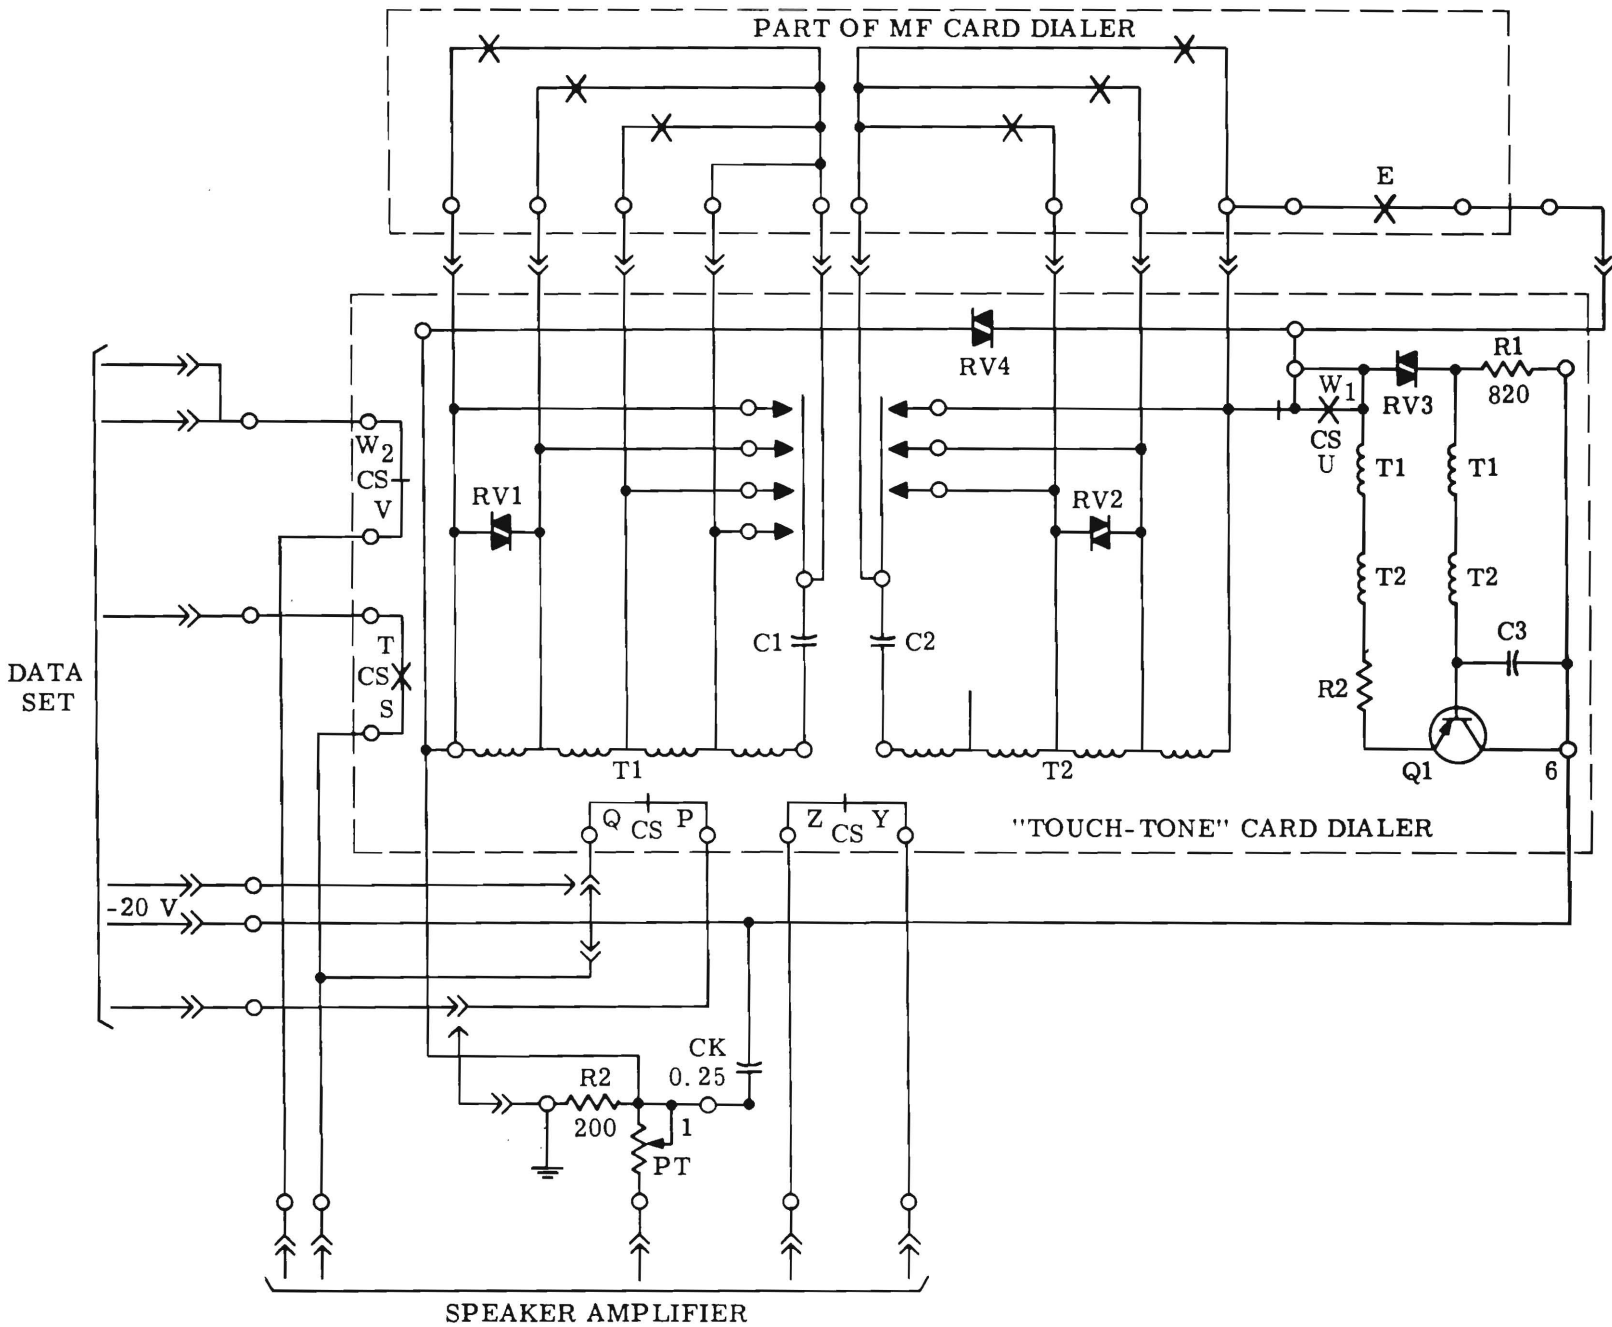 PART OF MF CARD DIALER
E
RV4
R1
820
W1
RV3
CS
U
W2
CS
V
RV1
RV2
T1
T1
T2
T2
T
CS
S
C1
C2
C3
R2
DATA
SET
T1
T2
Q1
6
Q
CS
P
Z
CS
Y
"TOUCH-TONE" CARD DIALER
-20 V
CK
0.25
R2
200
1
PT
SPEAKER AMPLIFIER